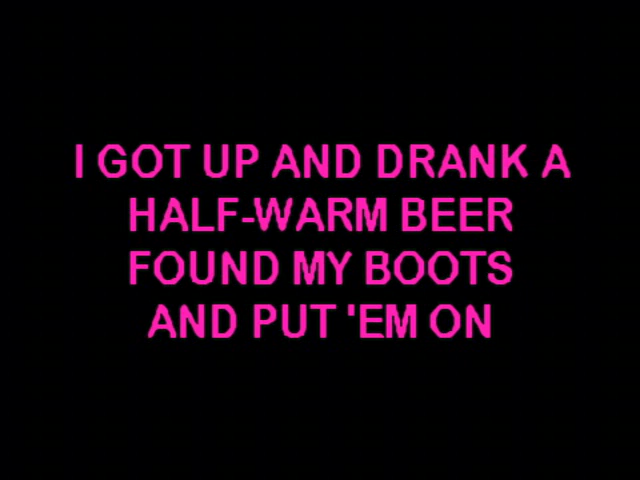 I GOT UP AND DRANK A
HALF-WARM BEER
FOUND MY BOOTS
AND PUT 'EM ON